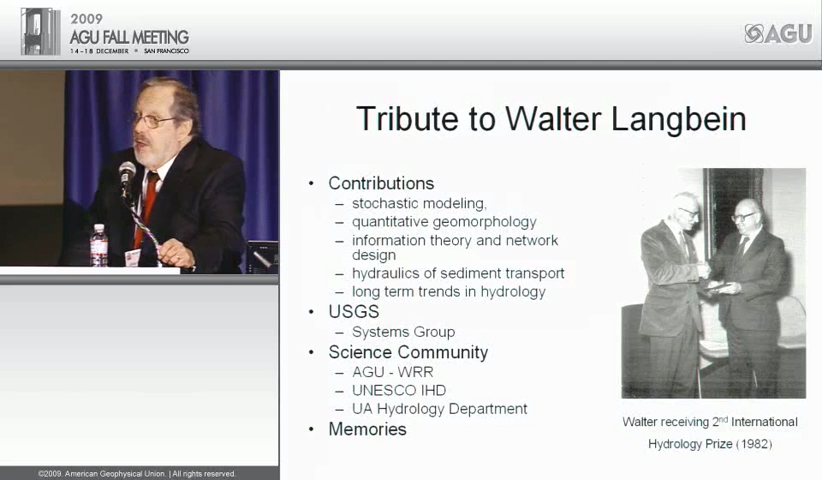 2009
AGU FALL MEETING
14-18 DECEMBER • SAN FRANCISCO
AGU
Tribute to Walter Langbein
• Contributions
– stochastic modeling,
– quantitative geomorphology
– information theory and network
design
– hydraulics of sediment transport
– long term trends in hydrology
• USGS
– Systems Group
• Science Community
– AGU - WRR
– UNESCO IHD
– UA Hydrology Department
• Memories
Walter receiving 2nd International
Hydrology Prize (1982)
©2009. American Geophysical Union. | All rights reserved.